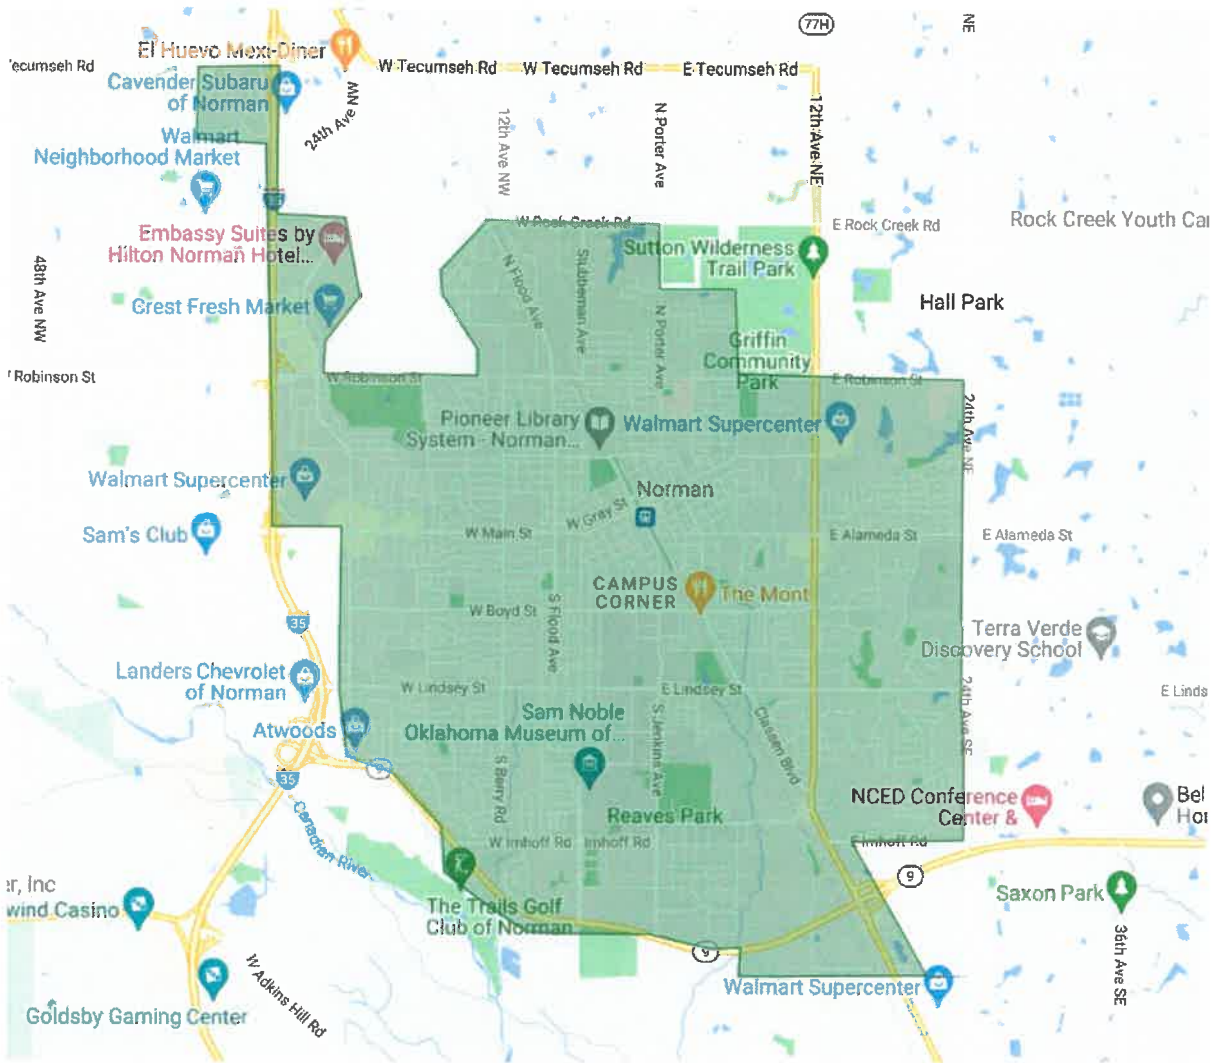 77H
NE
El Huevo Mexi-Diner
Tecumseh Rd
W Tecumseh Rd
W Tecumseh Rd
E Tecumseh Rd
Cavender Subaru
of Norman
24th Ave NW
12th Ave NW
N Porter Ave
12th Ave NE
Walmart
Neighborhood Market
W Rock Creek Rd
E Rock Creek Rd
Rock Creek Youth Ca
Embassy Suites by
Hilton Norman Hotel...
Sutton Wilderness
Trail Park
48th Ave NW
N Flood Ave
Stubbeman Ave
Crest Fresh Market
N Porter Ave
Hall Park
Griffin
Community
Park
Robinson St
W Robinson St
E Robinson St
24th Ave NE
Pioneer Library
System - Norman...
Walmart Supercenter
Walmart Supercenter
Norman
W Gray St
Sam's Club
W Main St
E Alameda St
E Alameda St
CAMPUS
CORNER
The Mont
W Boyd St
S Flood Ave
35
Terra Verde
Discovery School
Landers Chevrolet
of Norman
W Lindsey St
E Lindsey St
E Linds
24th Ave SE
Sam Noble
Oklahoma Museum of...
S Jenkins Ave
Classen Blvd
Atwoods
35
S Berry Rd
NCED Conference
Center &
Bel
Hor
Canadian River
Reaves Park
W Imhoff Rd
Imhoff Rd
E Imhoff Rd
9
er, Inc
wind Casino
The Trails Golf
Club of Norman
Saxon Park
36th Ave SE
9
W Adkins Hill Rd
Walmart Supercenter
Goldsby Gaming Center